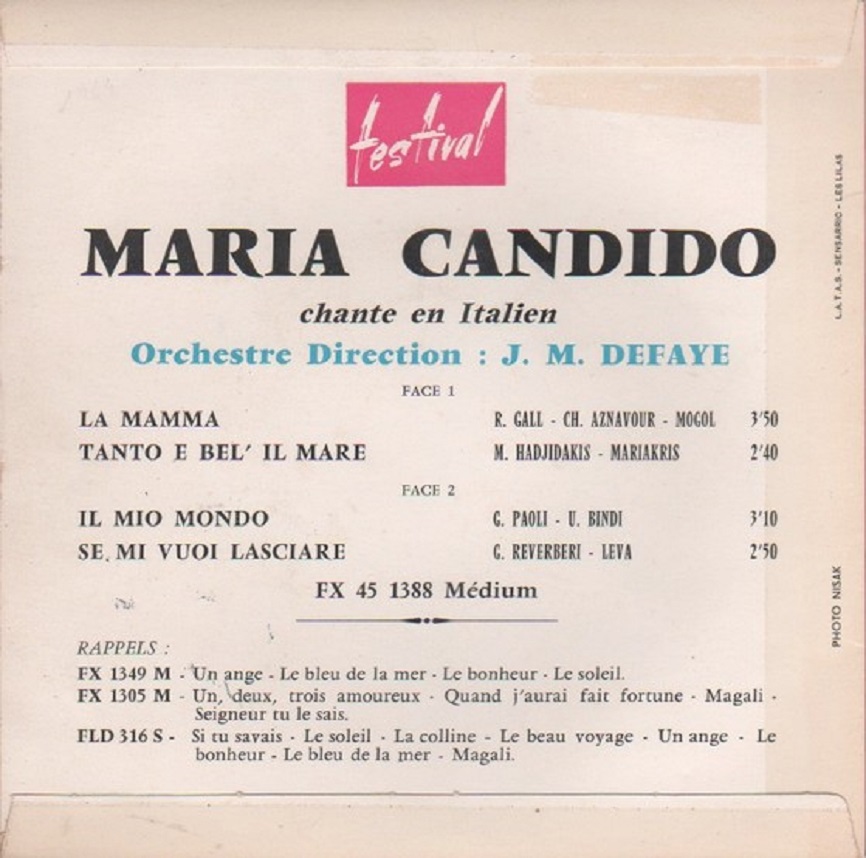 festival
MARIA CANDIDO
chante en Italien
Orchestre Direction : J. M. DEFAYE
FACE 1
LA MAMMA R. GALL - CH. AZNAVOUR - MOGOL 3'50
TANTO E BEL' IL MARE M. HADJIDAKIS - MARIAKRIS 2'40
FACE 2
IL MIO MONDO G. PAOLI - U. BINDI 3'10
SE MI VUOI LASCIARE G. REVERBERI - LEVA 2'50
FX 45 1388 Médium
RAPPELS :
FX 1349 M - Un ange - Le bleu de la mer - Le bonheur - Le soleil.
FX 1305 M - Un, deux, trois amoureux - Quand j'aurai fait fortune - Magali -
Seigneur tu le sais.
FLD 316 S - Si tu savais - Le soleil - La colline - Le beau voyage - Un ange - Le
bonheur - Le bleu de la mer - Magali.
L.A.T.A.S. - SENSARRIC - LES LILAS
PHOTO NISAK